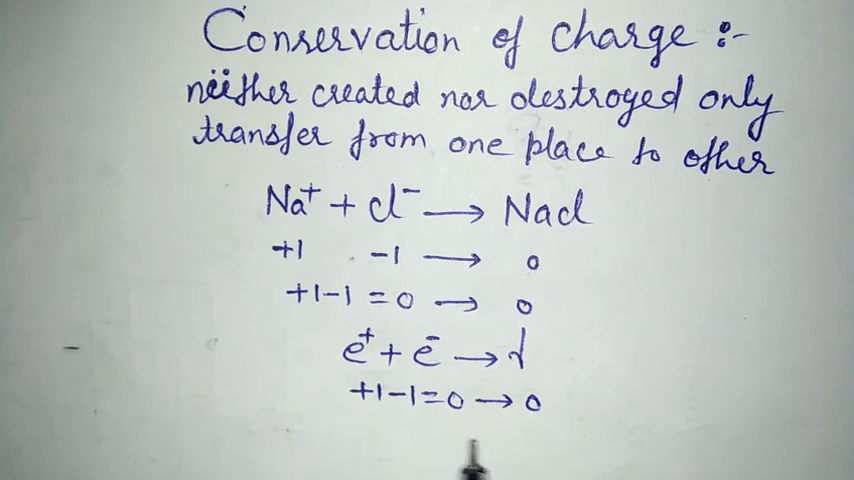 Conservation of charge :-
neither created nor destroyed only
transfer from one place to other
Na⁺ + Cl⁻ ⟶ Nacl
+1 -1 ⟶ 0
+1-1 = 0 ⟶ 0
e⁺ + e⁻ ⟶ γ
+1-1=0 ⟶ 0